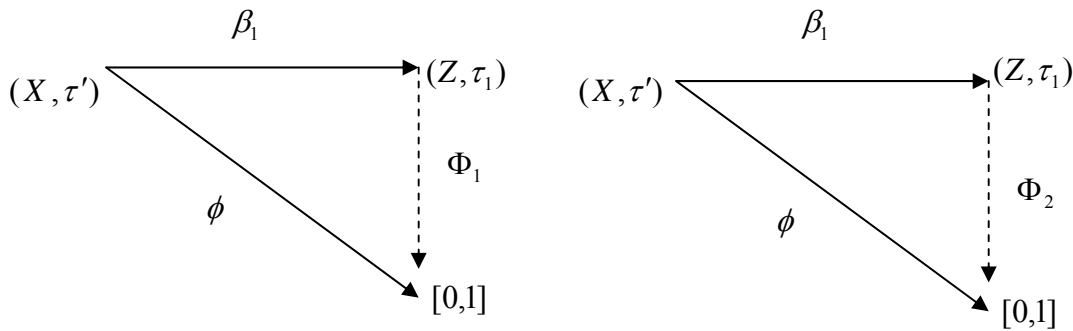 β₁
(X, τ′)
(Z, τ₁)
Φ₁
ϕ
[0,1]
β₁
(X, τ′)
(Z, τ₁)
Φ₂
ϕ
[0,1]